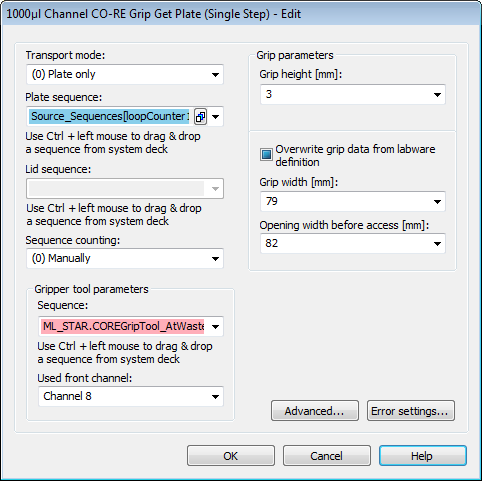 1000µl Channel CO-RE Grip Get Plate (Single Step) - Edit
Transport mode:
(0) Plate only
Plate sequence:
Source_Sequences[loopCounter
Use Ctrl + left mouse to drag & drop
a sequence from system deck
Lid sequence:
Use Ctrl + left mouse to drag & drop
a sequence from system deck
Sequence counting:
(0) Manually
Gripper tool parameters
Sequence:
ML_STAR.COREGripTool_AtWaste
Use Ctrl + left mouse to drag & drop
a sequence from system deck
Used front channel:
Channel 8
Grip parameters
Grip height [mm]:
3
Overwrite grip data from labware
definition
Grip width [mm]:
79
Opening width before access [mm]:
82
Advanced...
Error settings...
OK
Cancel
Help